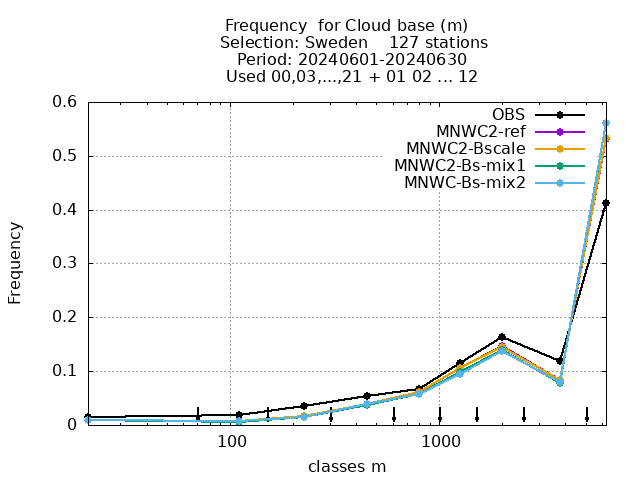 Frequency  for Cloud base (m)
Selection: Sweden    127 stations
Period: 20240601-20240630
Used 00,03,...,21 + 01 02 ... 12
OBS
MNWC2-ref
MNWC2-Bscale
MNWC2-Bs-mix1
MNWC-Bs-mix2
0.6
0.5
0.4
0.3
0.2
0.1
0
Frequency
100 1000
classes m